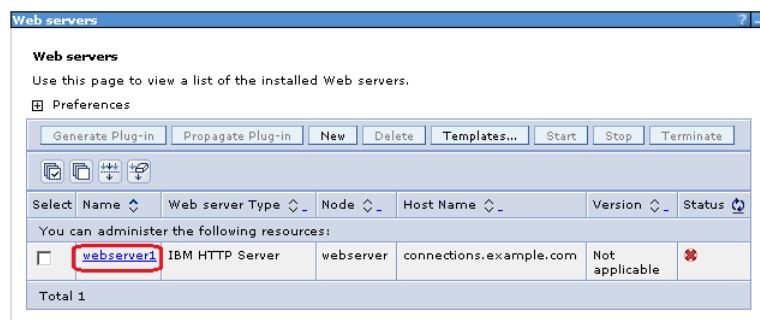 Web servers ? _
Web servers
Use this page to view a list of the installed Web servers.
Preferences
Generate Plug-in Propagate Plug-in New Delete Templates... Start Stop Terminate
Select Name Web server Type Node Host Name Version Status
You can administer the following resources:
webserver1 IBM HTTP Server webserver connections.example.com Not
applicable
Total 1